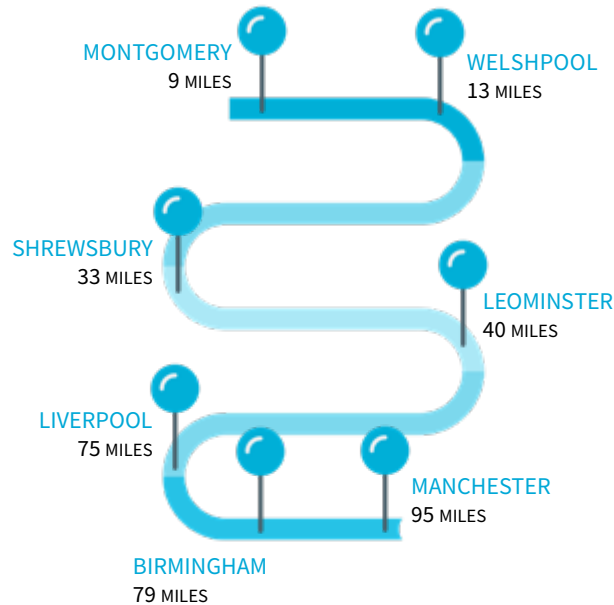 MONTGOMERY
9 MILES
WELSHPOOL
13 MILES
SHREWSBURY
33 MILES
LEOMINSTER
40 MILES
LIVERPOOL
75 MILES
MANCHESTER
95 MILES
BIRMINGHAM
79 MILES